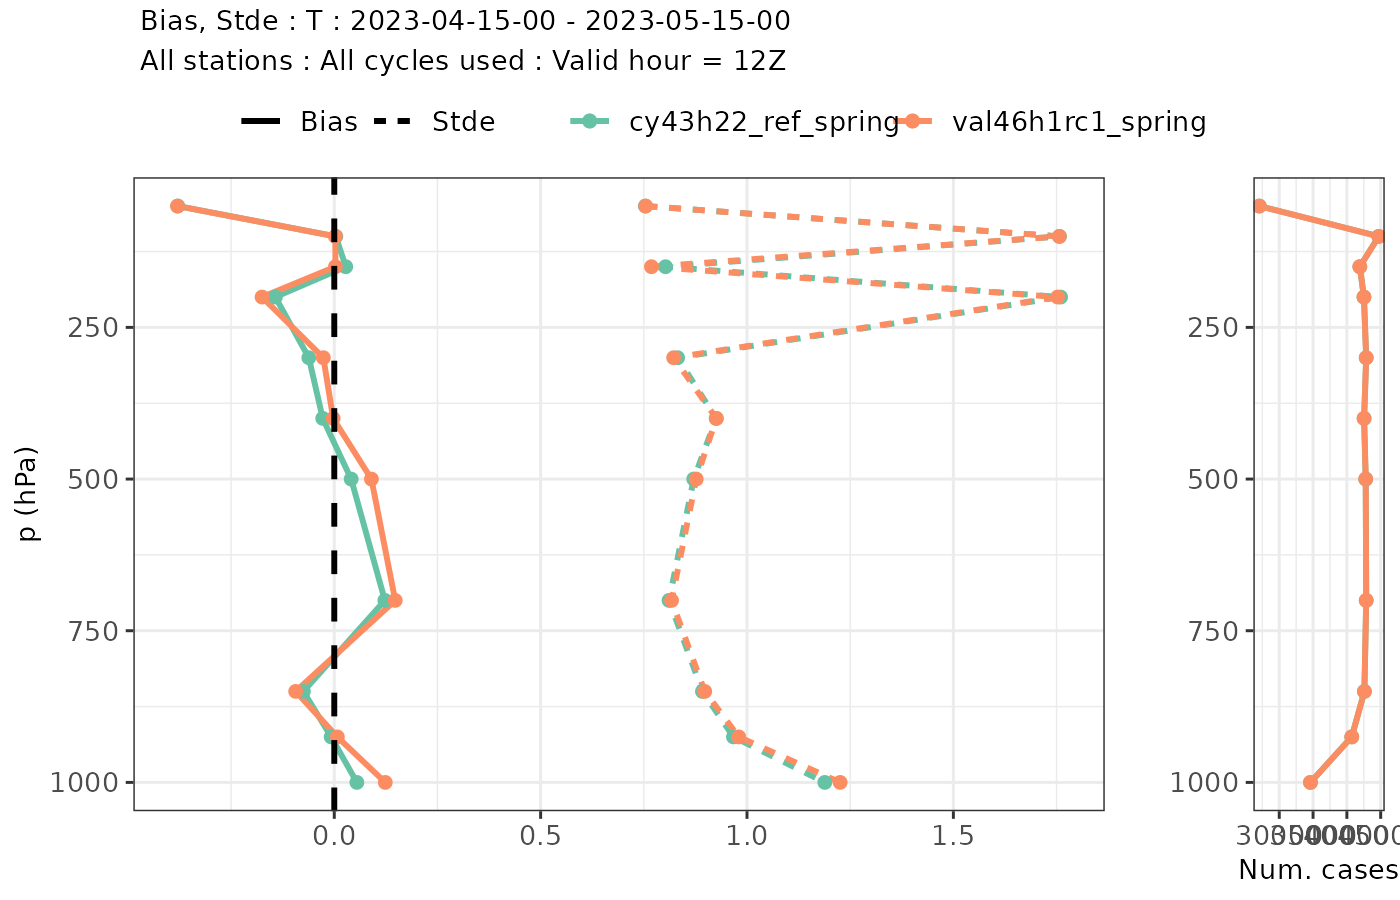 Bias, Stde : T : 2023-04-15-00 - 2023-05-15-00
All stations : All cycles used : Valid hour = 12Z
Bias Stde cy43h22_ref_spring val46h1rc1_spring
p (hPa)
250
500
750
1000
0.0 0.5 1.0 1.5
250
500
750
1000
Num. cases